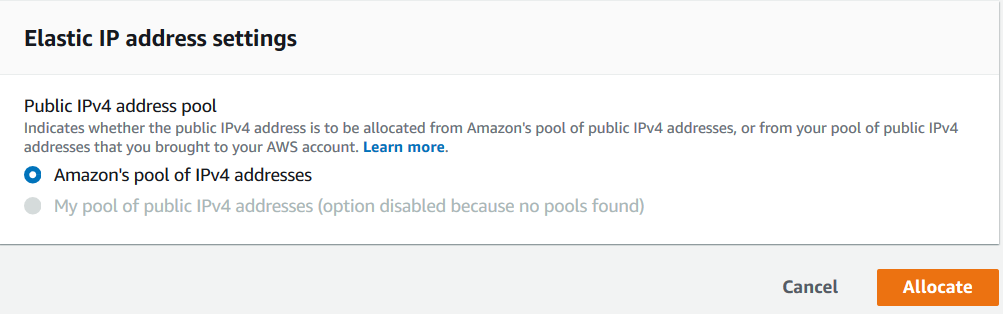 Elastic IP address settings
Public IPv4 address pool
Indicates whether the public IPv4 address is to be allocated from Amazon's pool of public IPv4 addresses, or from your pool of public IPv4
addresses that you brought to your AWS account. Learn more.
Amazon's pool of IPv4 addresses
My pool of public IPv4 addresses (option disabled because no pools found)
Cancel Allocate